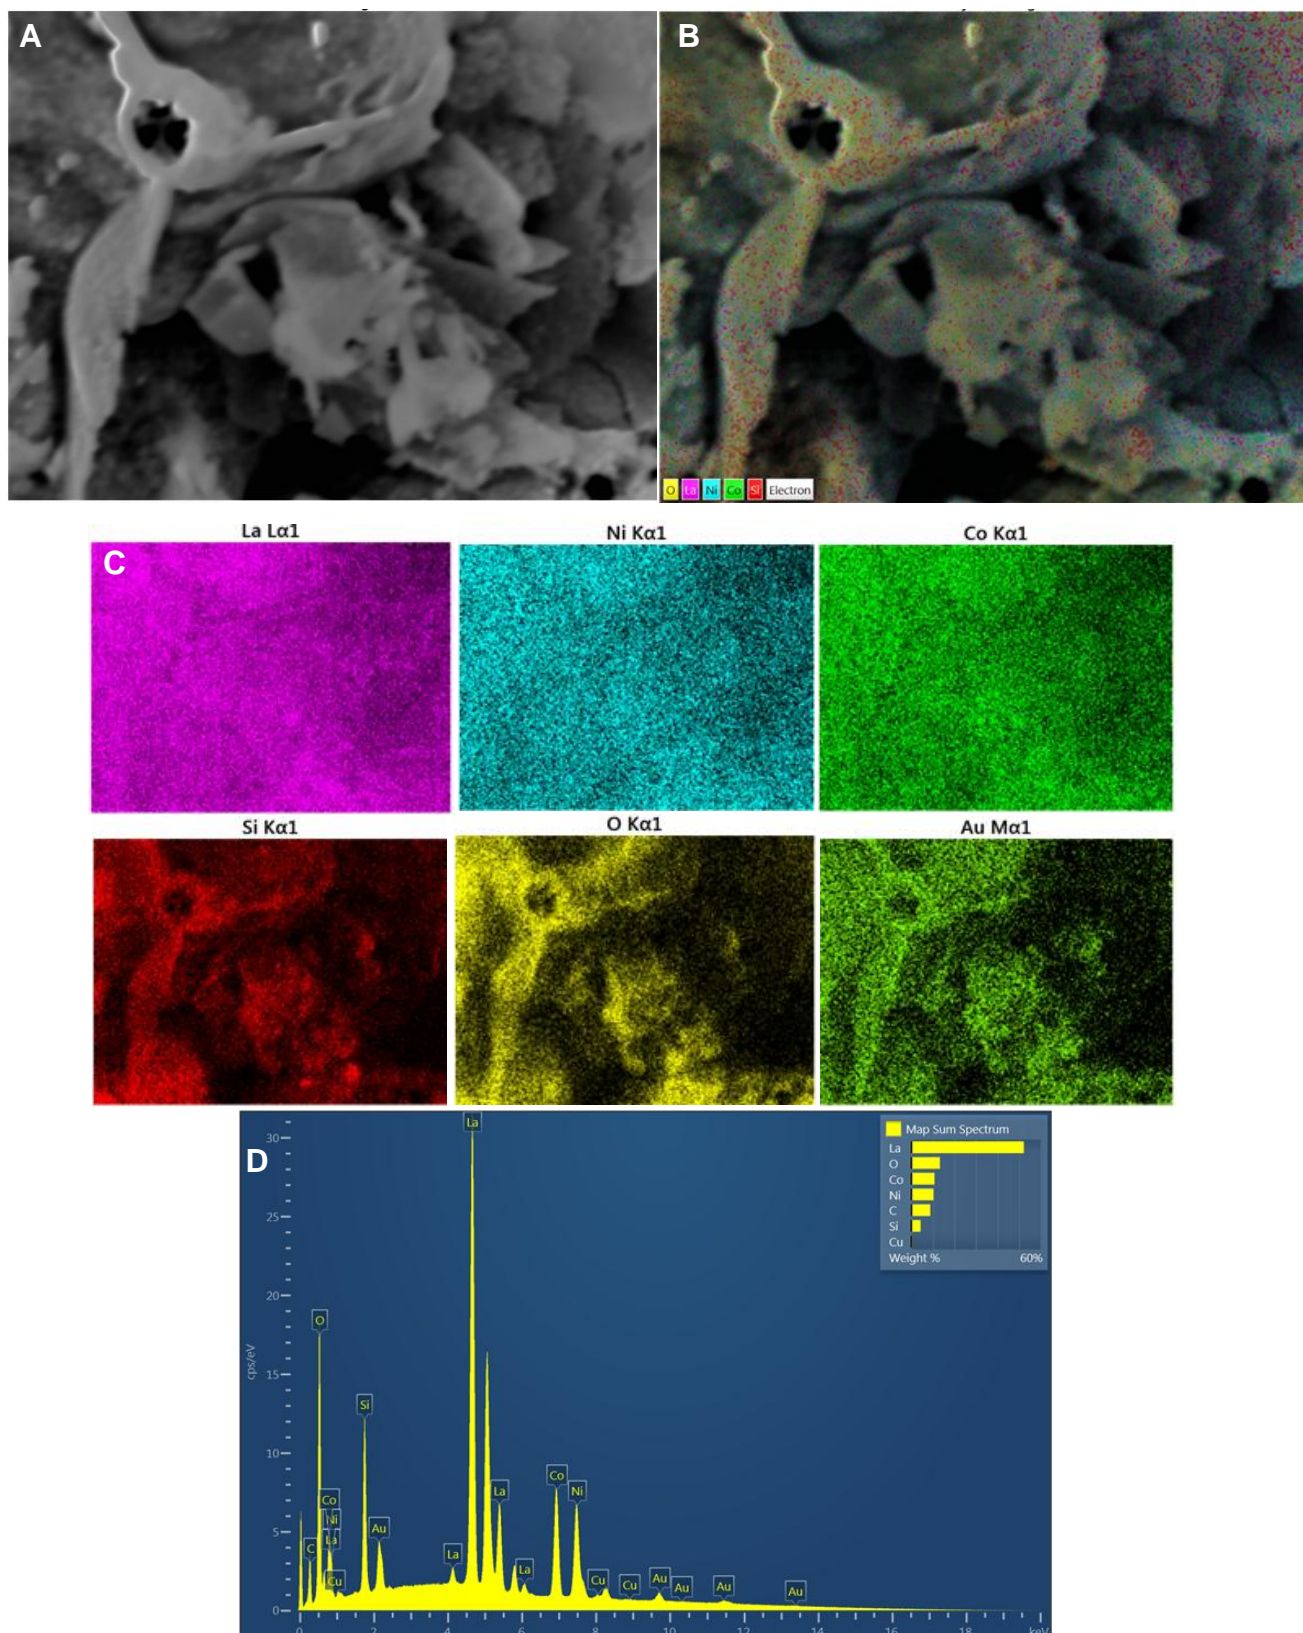 A
B
O La Ni Co Si Electron
La Lα1
Ni Kα1
Co Kα1
C
Si Kα1
O Kα1
Au Mα1
D
La
Map Sum Spectrum
La
O
Co
Ni
C
Si
Cu
Weight % 60%
30
25
20
15
10
5
0
cps/eV
O
Si
Co
Ni
La
Cu
C
Au
La
La
La
Co
Ni
Cu
Cu
Au
Au
Au
Au
0 2 4 6 8 10 12 14 16 18 keV